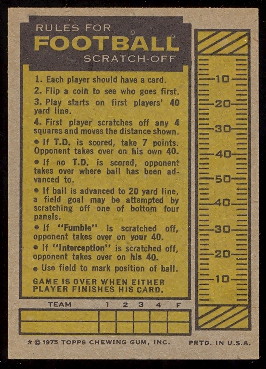 RULES FOR
FOOTBALL
SCRATCH-OFF
1. Each player should have a card.
2. Flip a coin to see who goes first.
3. Play starts on first players' 40
yard line.
4. First player scratches off any 4
squares and moves the distance shown.
• If T.D. is scored, take 7 points.
Opponent takes over on his own 40.
• If no T.D. is scored, opponent
takes over where ball has been ad-
vanced to.
• If ball is advanced to 20 yard line,
a field goal may be attempted by
scratching off one of bottom four
panels.
• If "Fumble" is scratched off,
opponent takes over on your 40.
• If "Interception" is scratched off,
opponent takes over on his 40.
• Use field to mark position of ball.
GAME IS OVER WHEN EITHER
PLAYER FINISHES HIS CARD.
TEAM 1 2 3 4 F
* © 1975 TOPPS CHEWING GUM, INC. PRTD. IN U.S.A.
10
20
30
40
50
40
30
20
10